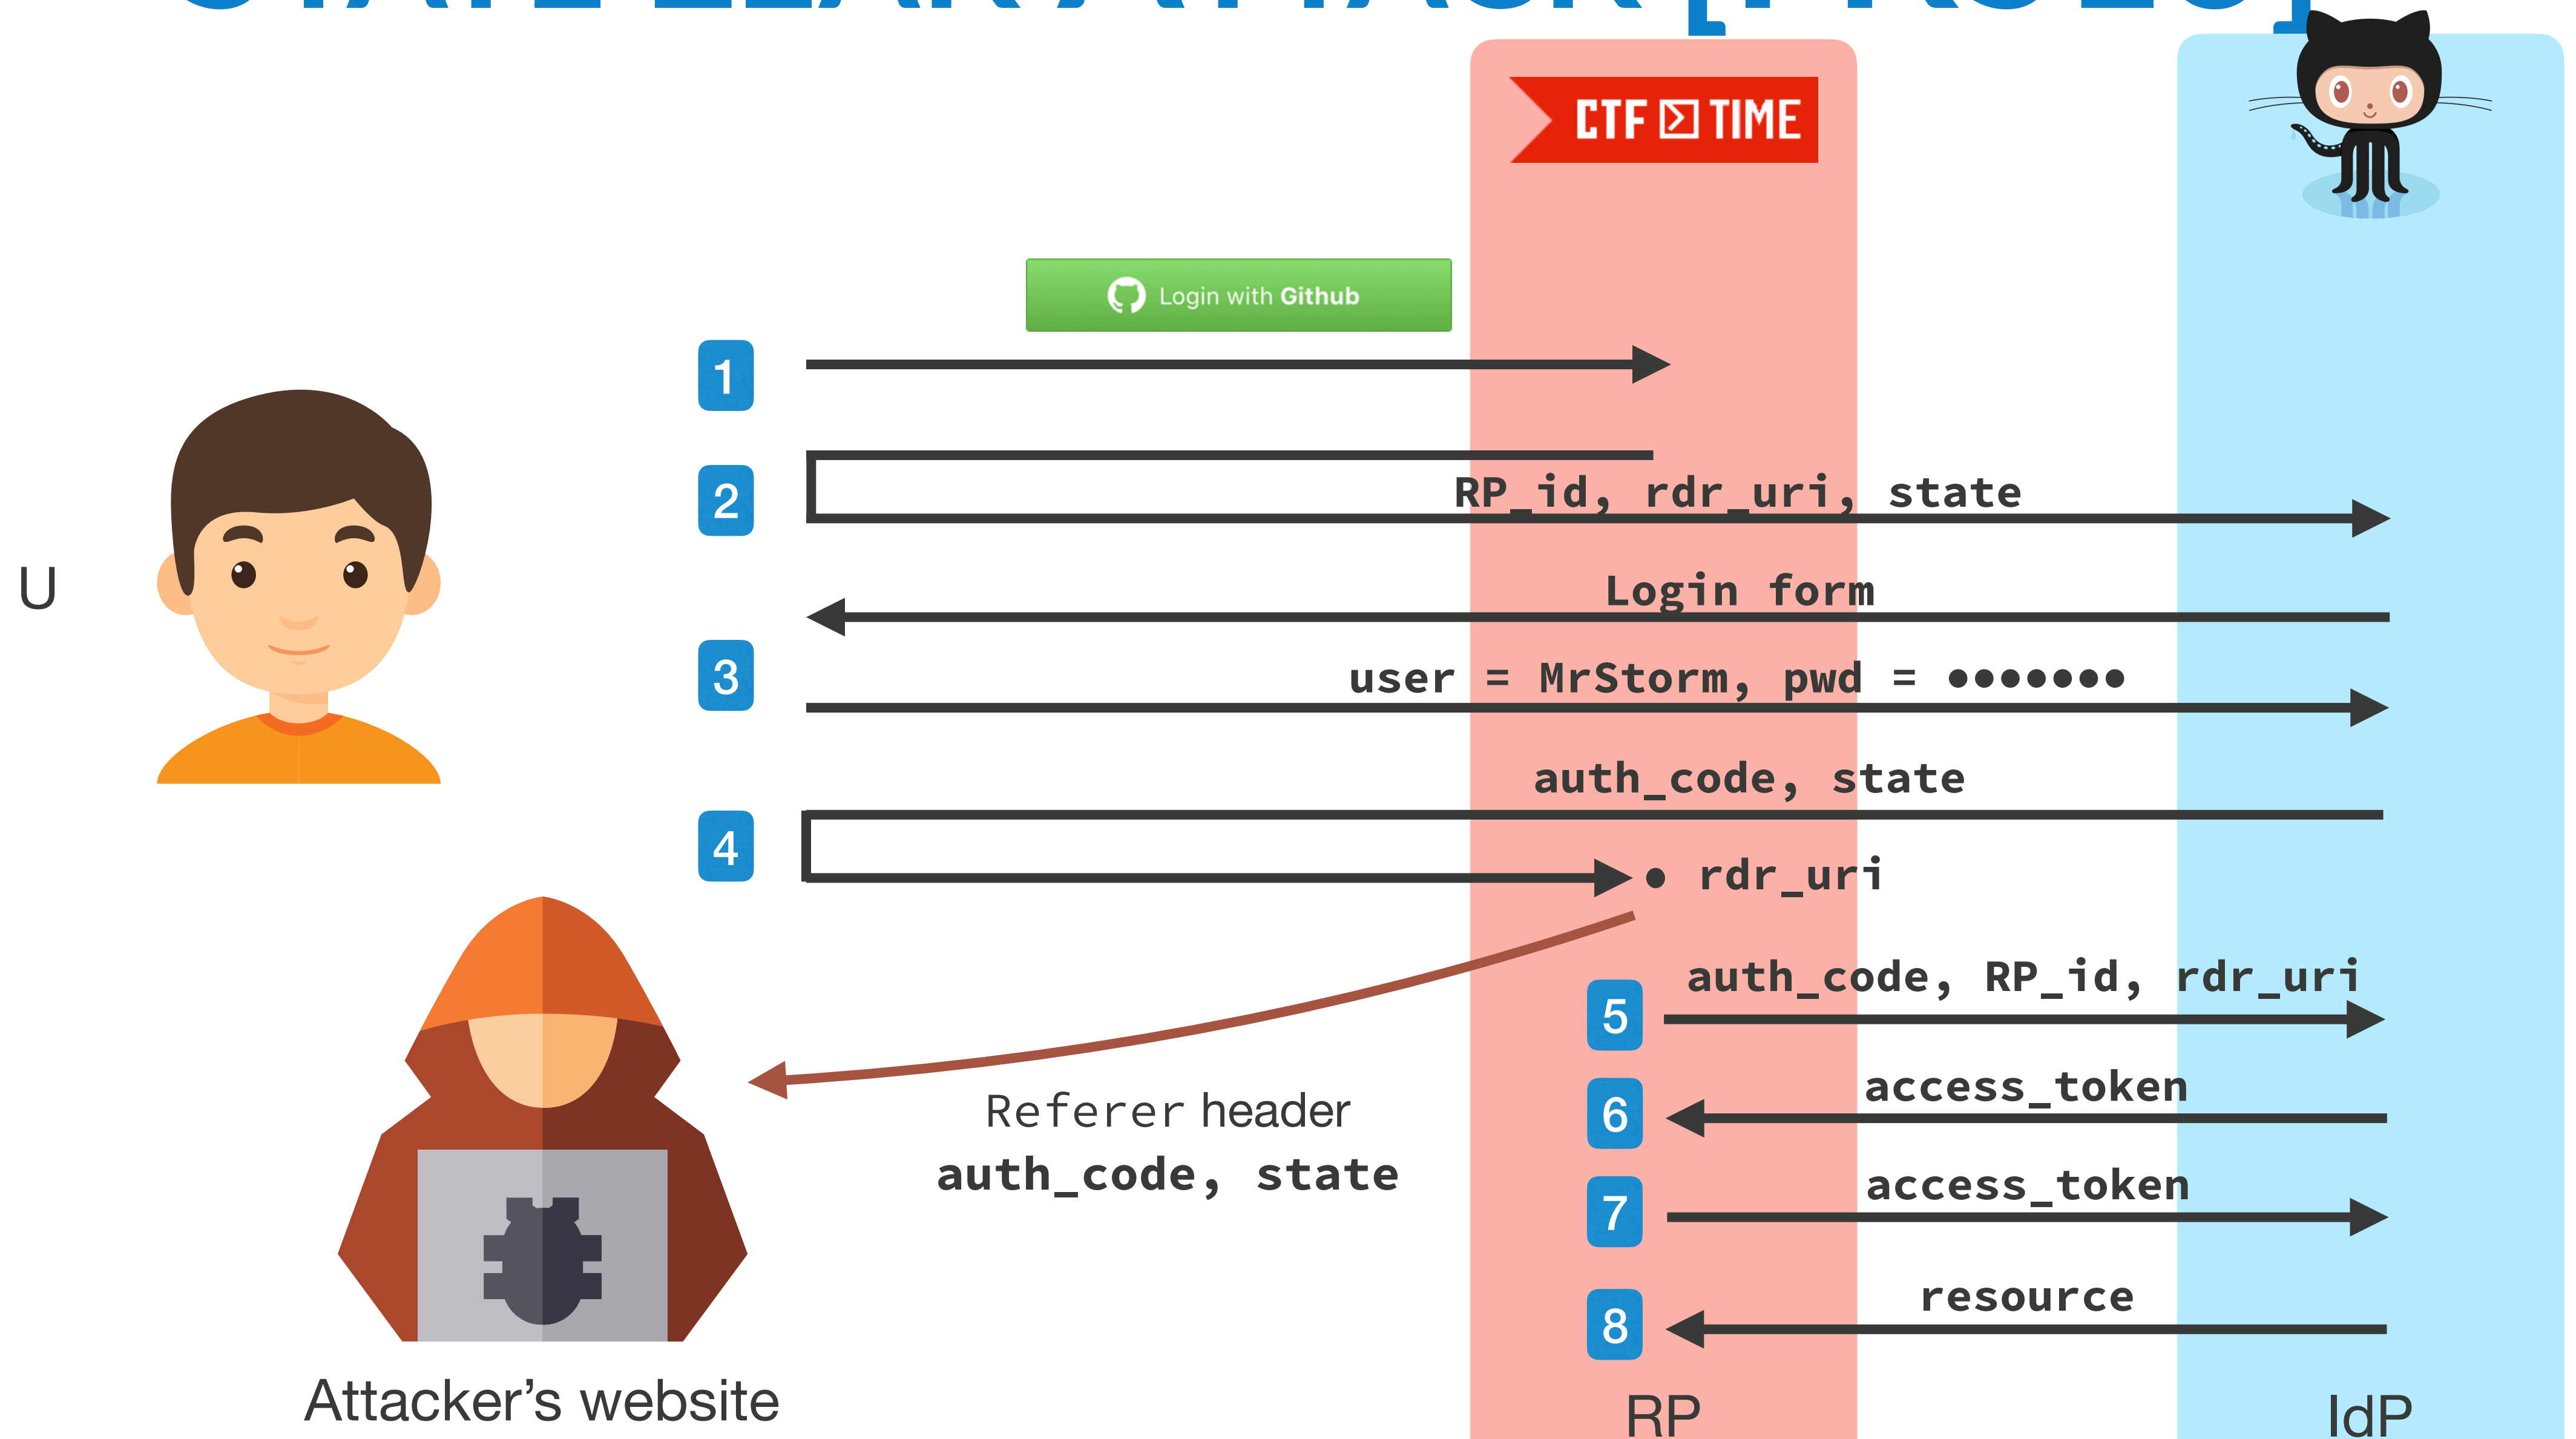 CTF TIME
Login with Github
1
2
RP_id, rdr_uri, state
U
Login form
3
user = MrStorm, pwd = •••••••
auth_code, state
4
• rdr_uri
auth_code, RP_id, rdr_uri
5
access_token
6
Referer header
auth_code, state
access_token
7
resource
8
Attacker's website
RP
IdP